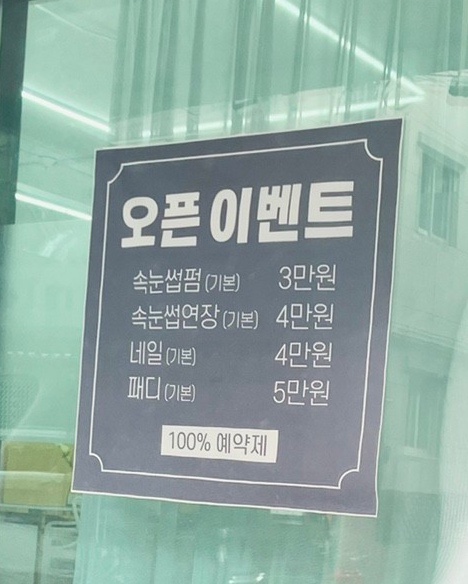 오픈 이벤트
속눈썹펌 (기본) 3만원
속눈썹연장 (기본) 4만원
네일 (기본) 4만원
패디 (기본) 5만원
100% 예약제